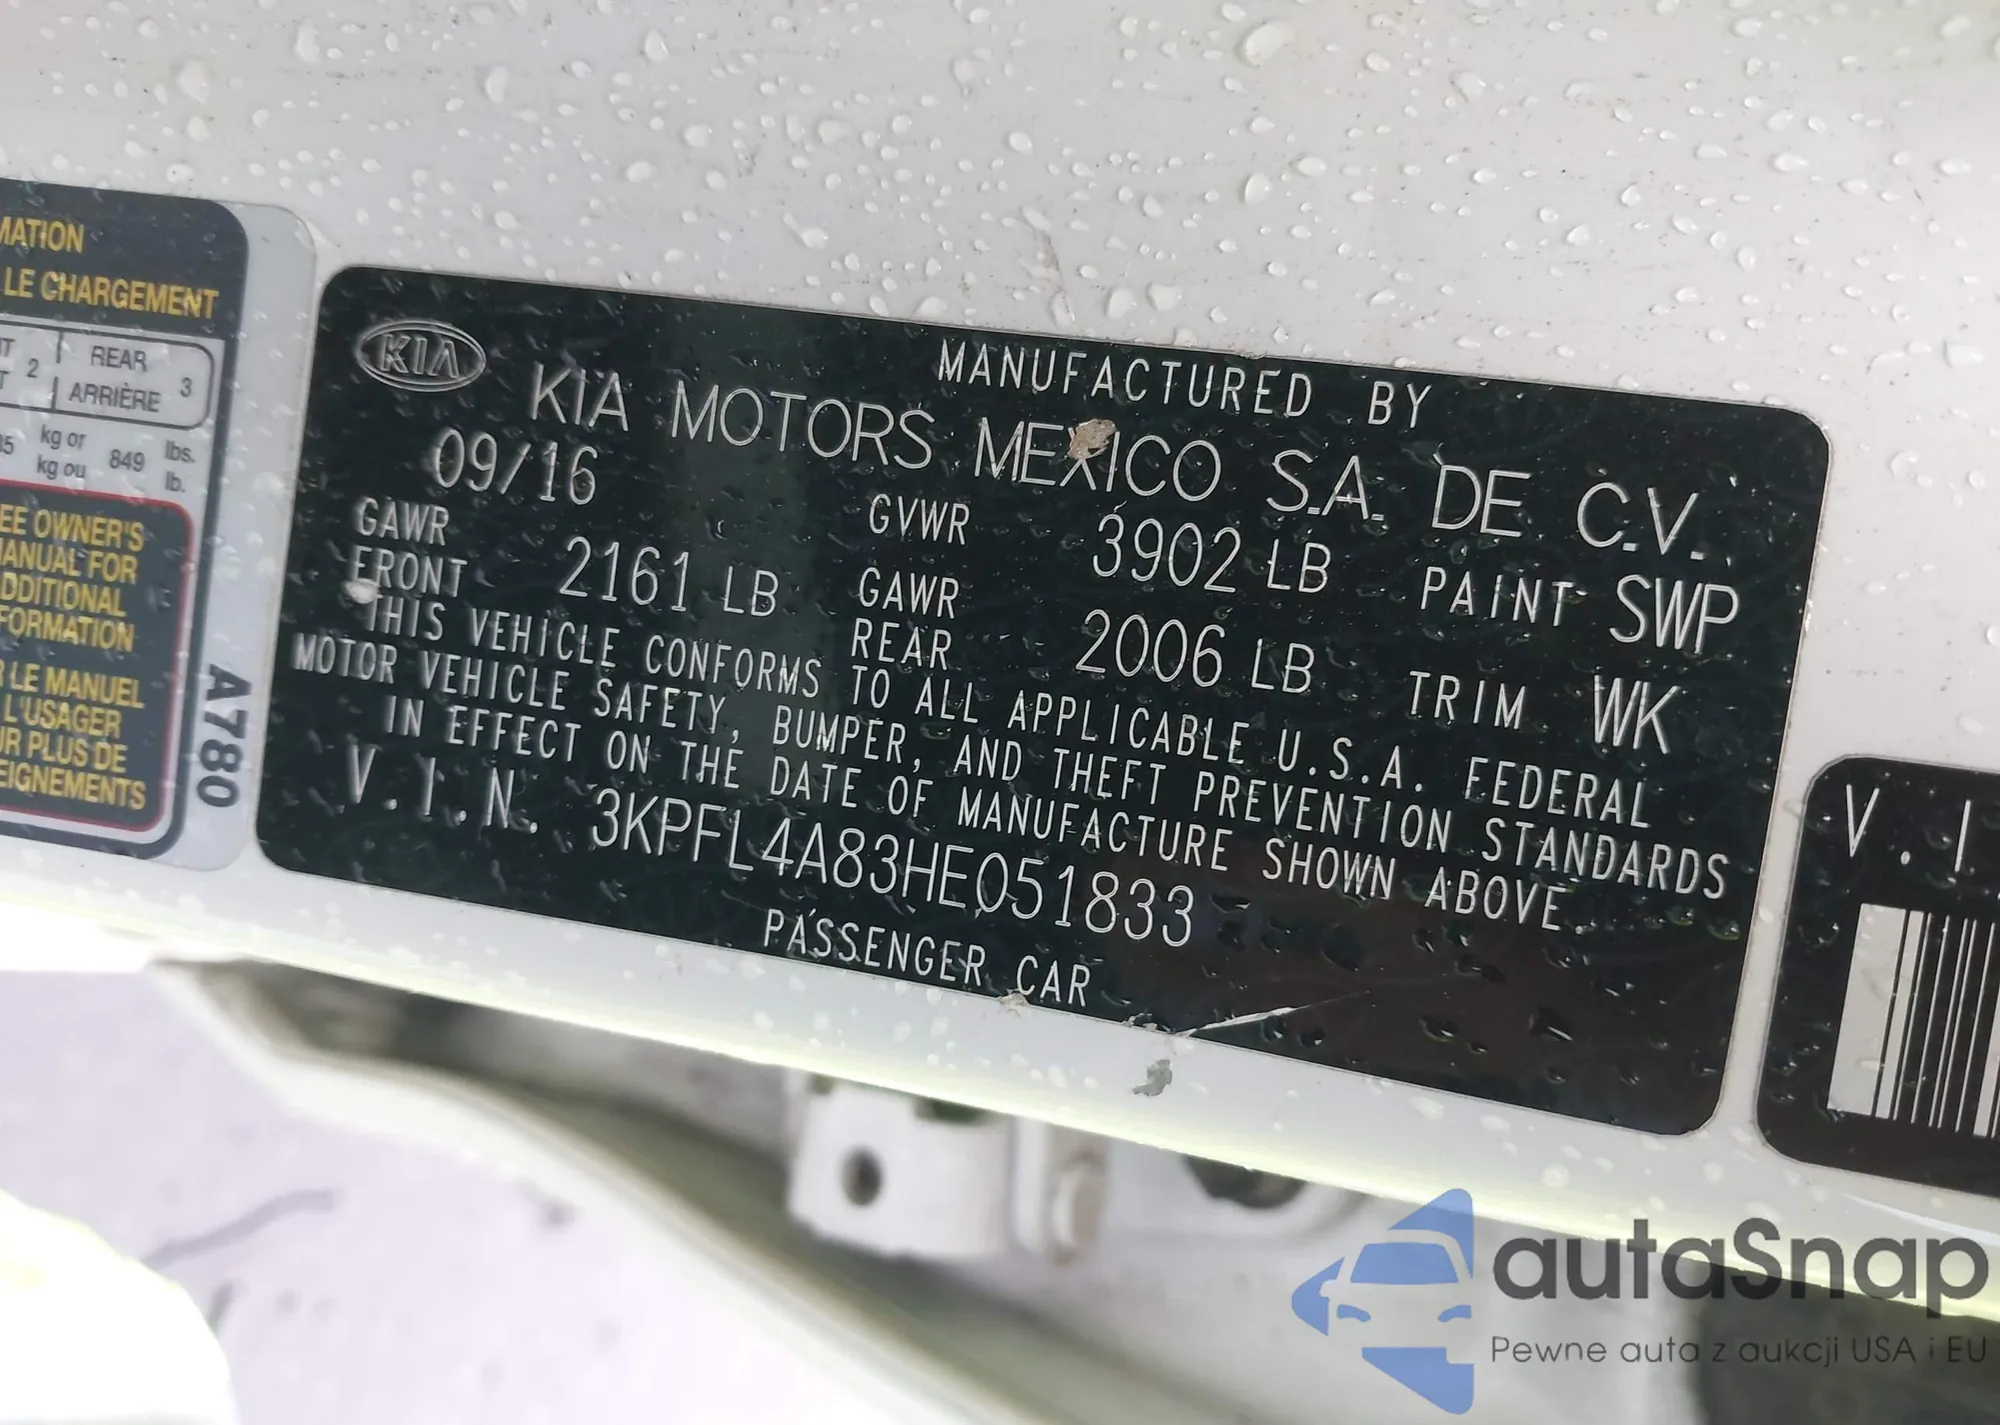 MATION
LE CHARGEMENT
2 REAR 3
ARRIÈRE
kg or 849 lbs.
kg ou lb.
EE OWNER'S
MANUAL FOR
ADDITIONAL
FORMATION
R LE MANUEL
L'USAGER
UR PLUS DE
EIGNEMENTS
A780
KIA
MANUFACTURED BY
KIA MOTORS MEXICO S.A. DE C.V.
09/16
GVWR 3902 LB PAINT SWP
GAWR FRONT 2161 LB
GAWR REAR 2006 LB TRIM WK
THIS VEHICLE CONFORMS TO ALL APPLICABLE U.S.A. FEDERAL
MOTOR VEHICLE SAFETY, BUMPER, AND THEFT PREVENTION STANDARDS
IN EFFECT ON THE DATE OF MANUFACTURE SHOWN ABOVE.
V.I.N. 3KPFL4A83HE051833
PASSENGER CAR
V.I.
autaSnap
Pewne auta z aukcji USA i EU